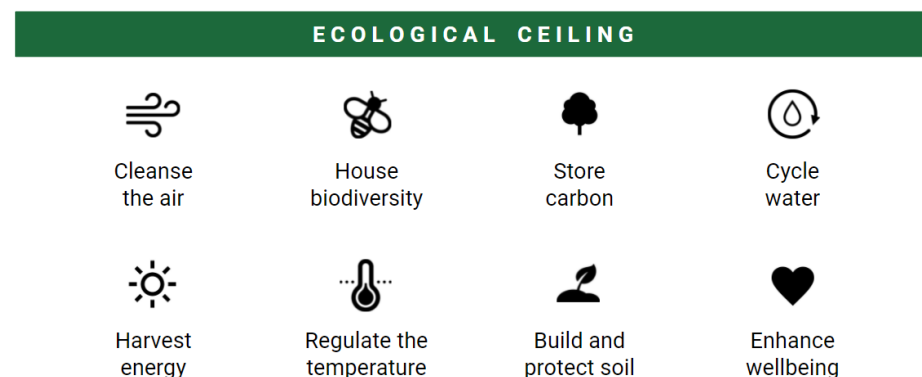 ECOLOGICAL CEILING
Cleanse
the air
House
biodiversity
Store
carbon
Cycle
water
Harvest
energy
Regulate the
temperature
Build and
protect soil
Enhance
wellbeing